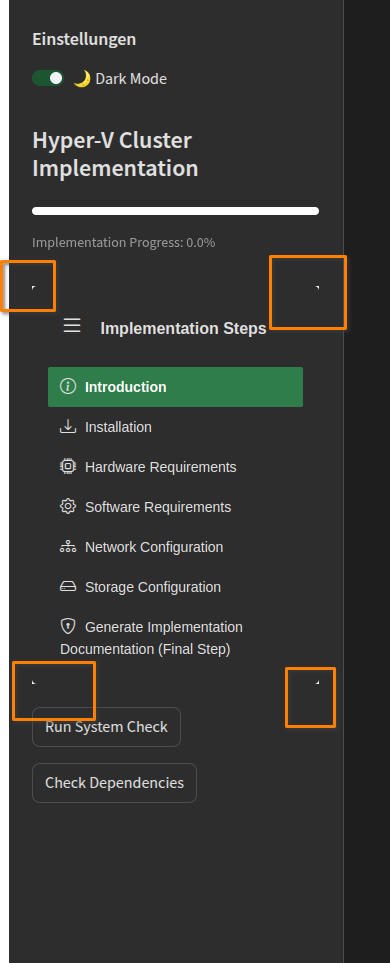 Einstellungen
🌙 Dark Mode
Hyper-V Cluster
Implementation
Implementation Progress: 0.0%
Implementation Steps
Introduction
Installation
Hardware Requirements
Software Requirements
Network Configuration
Storage Configuration
Generate Implementation
Documentation (Final Step)
Run System Check
Check Dependencies